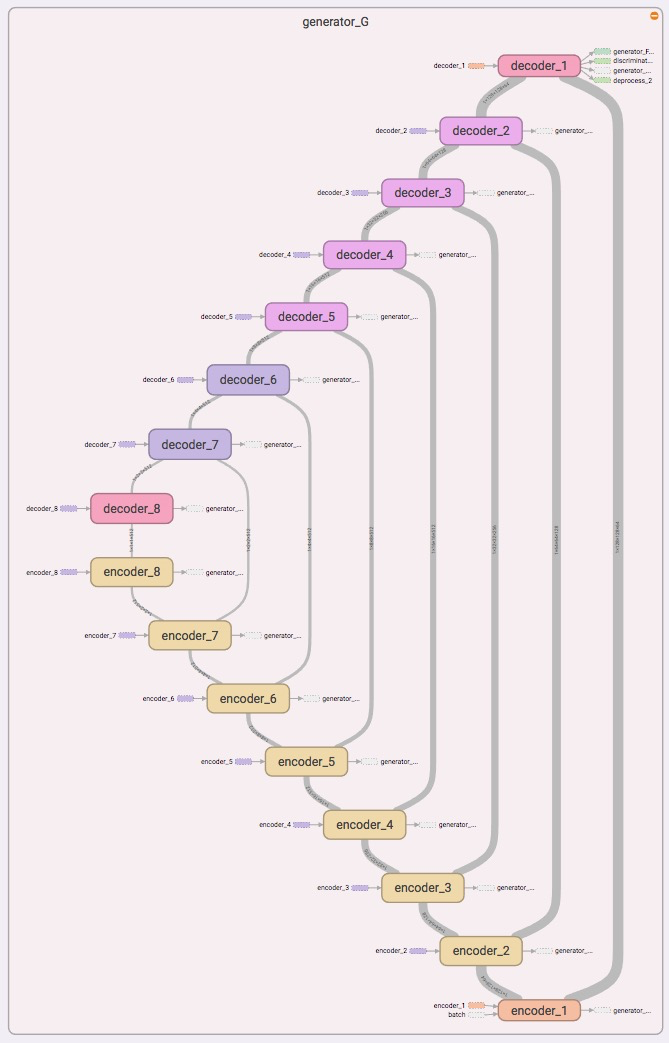 generator_G
generator_F...
decoder_1 decoder_1 discriminat...
generator_...
deprocess_2
decoder_2 decoder_2 generator_...
decoder_3 decoder_3 generator_...
decoder_4 decoder_4 generator_...
decoder_5 decoder_5 generator_...
decoder_6 decoder_6 generator_...
decoder_7 decoder_7 generator_...
decoder_8 decoder_8 generator_...
encoder_8 encoder_8 generator_...
encoder_7 encoder_7 generator_...
encoder_6 encoder_6 generator_...
encoder_5 encoder_5 generator_...
encoder_4 encoder_4 generator_...
encoder_3 encoder_3 generator_...
encoder_2 encoder_2 generator_...
encoder_1 encoder_1 generator_...
batch